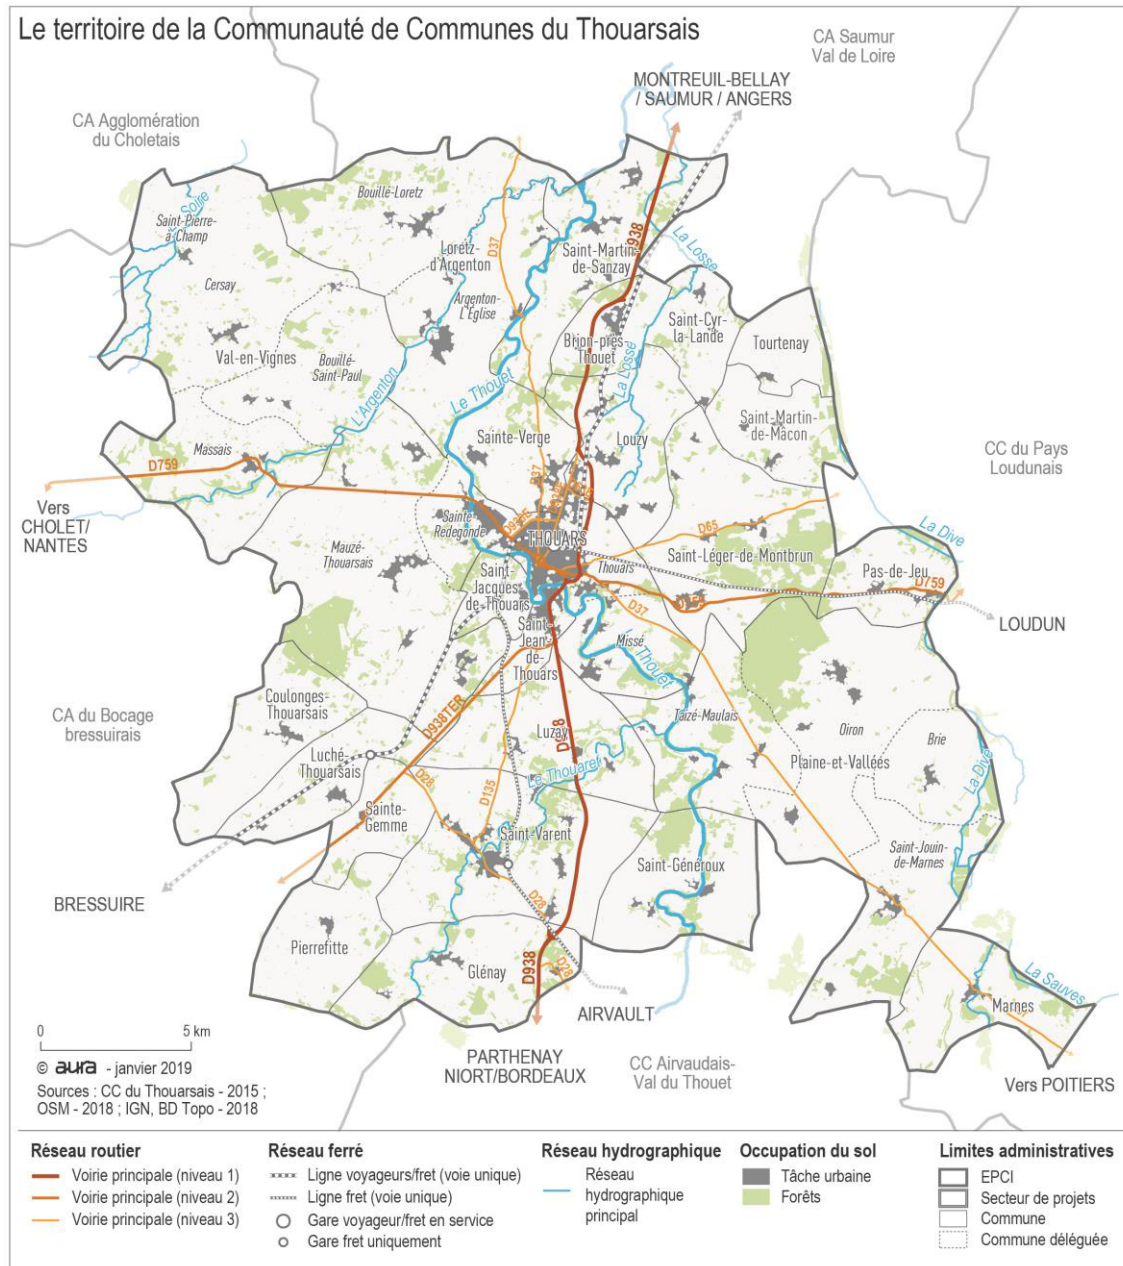 Le territoire de la Communauté de Communes du Thouarsais
CA Saumur
Val de Loire
MONTREUIL-BELLAY
/ SAUMUR / ANGERS
CA Agglomération
du Choletais
Bouillé-Loretz
Saint-Pierre-
à-Champ
Loretz-
d'Argenton
D37
Saint-Martin-
de-Sanzay
La Losse
Cersay
Argenton-
L'Église
Saint-Cyr-
la-Lande
Brion-près-
Thouet
Tourtenay
Val-en-Vignes
Bouillé-
Saint-Paul
La Losse
L'Argenton
Le Thouet
Saint-Martin-
de-Mâcon
Sainte-Verge
Louzy
CC du Pays
Loudunais
Massais
D759
D37
Vers
CHOLET/
NANTES
Sainte
Radegonde
D938E
THOUARS
D65
La Dive
Mauzé-
Thouarsais
Saint-Léger-de-Montbrun
Pas-de-Jeu
Thouars
D759
Saint-
Jacques
de-Thouars
D37
LOUDUN
Saint-
Jean-
de-
Thouars
Missé
Thouet
Coulonges-
Thouarsais
CA du Bocage
bressuirais
D938TER
Taizé-Maulais
Oiron
Brie
Luzay
Luché-
Thouarsais
Le Thouaret
Plaine-et-Valléés
La Dive
D28
D135
Sainte-
Gemme
Saint-Varent
Saint-Jouin-
de-Marnes
Saint-Généroux
BRESSUIRE
D28
Pierrefitte
Glénay
D938
D28
La Sauves
Marnes
AIRVAULT
0 5 km
© aura - janvier 2019
Sources : CC du Thouarsais - 2015 ;
OSM - 2018 ; IGN, BD Topo - 2018
PARTHENAY
NIORT/BORDEAUX
CC Airvaudais-
Val du Thouet
Vers POITIERS
Réseau routier
Voirie principale (niveau 1)
Voirie principale (niveau 2)
Voirie principale (niveau 3)
Réseau ferré
Ligne voyageurs/fret (voie unique)
Ligne fret (voie unique)
Gare voyageur/fret en service
Gare fret uniquement
Réseau hydrographique
Réseau
hydrographique
principal
Occupation du sol
Tâche urbaine
Forêts
Limites administratives
EPCI
Secteur de projets
Commune
Commune déléguée